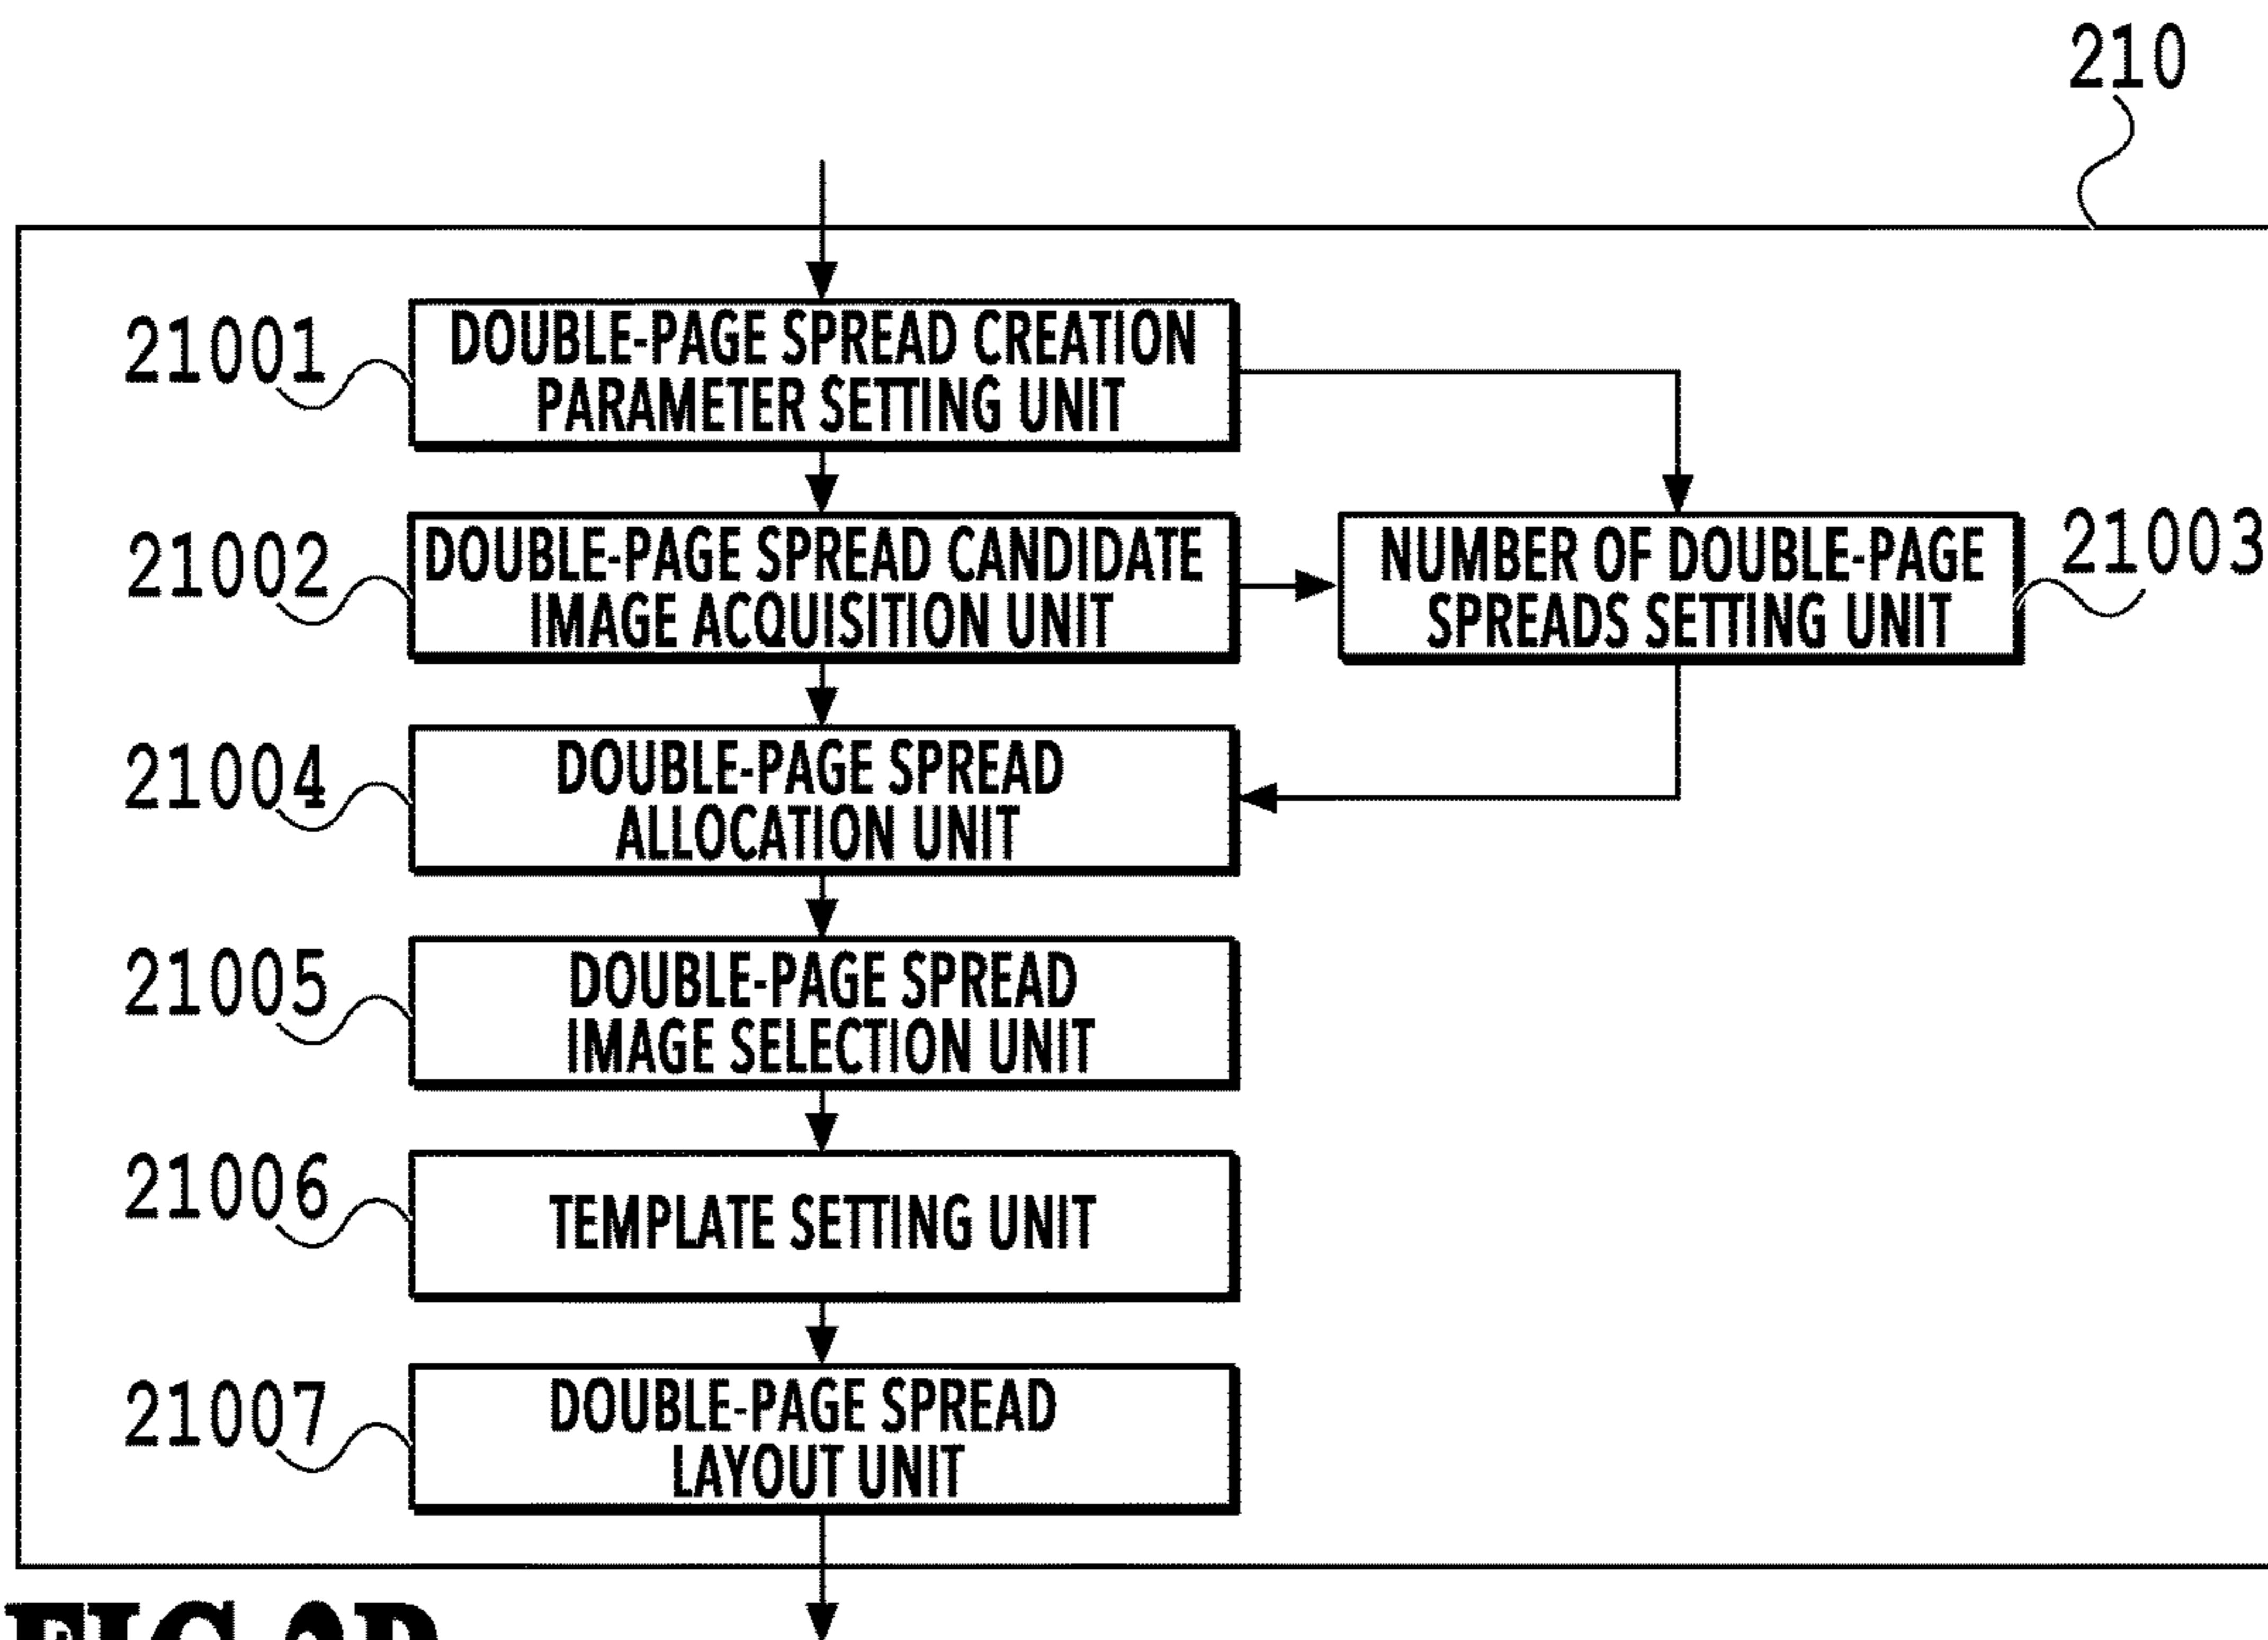 210
21001
DOUBLE-PAGE SPREAD CREATION
PARAMETER SETTING UNIT
21002
DOUBLE-PAGE SPREAD CANDIDATE
IMAGE ACQUISITION UNIT
NUMBER OF DOUBLE-PAGE
SPREADS SETTING UNIT
21003
21004
DOUBLE-PAGE SPREAD
ALLOCATION UNIT
21005
DOUBLE-PAGE SPREAD
IMAGE SELECTION UNIT
21006
TEMPLATE SETTING UNIT
21007
DOUBLE-PAGE SPREAD
LAYOUT UNIT